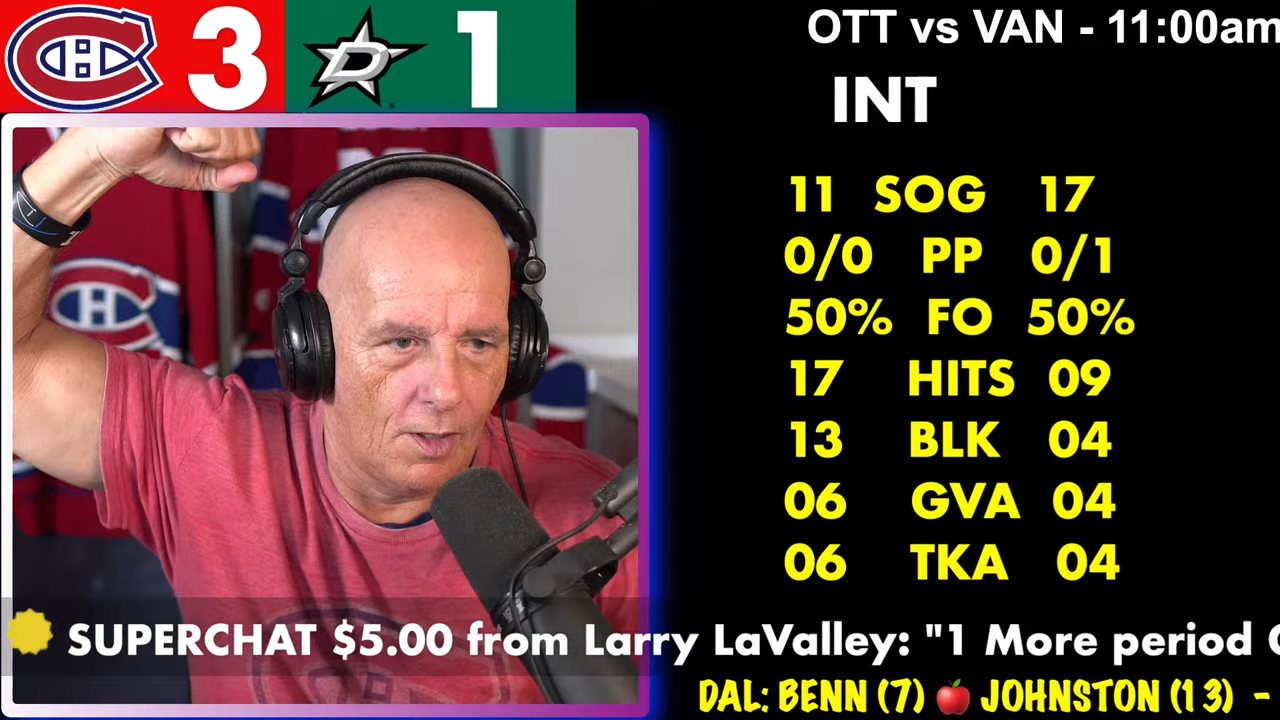 3
1
OTT vs VAN - 11:00am
INT
11 SOG 17
0/0 PP 0/1
50% FO 50%
17 HITS 09
13 BLK 04
06 GVA 04
06 TKA 04
SUPERCHAT $5.00 from Larry LaValley: "1 More period
DAL: BENN (7) 🍎 JOHNSTON (13) -